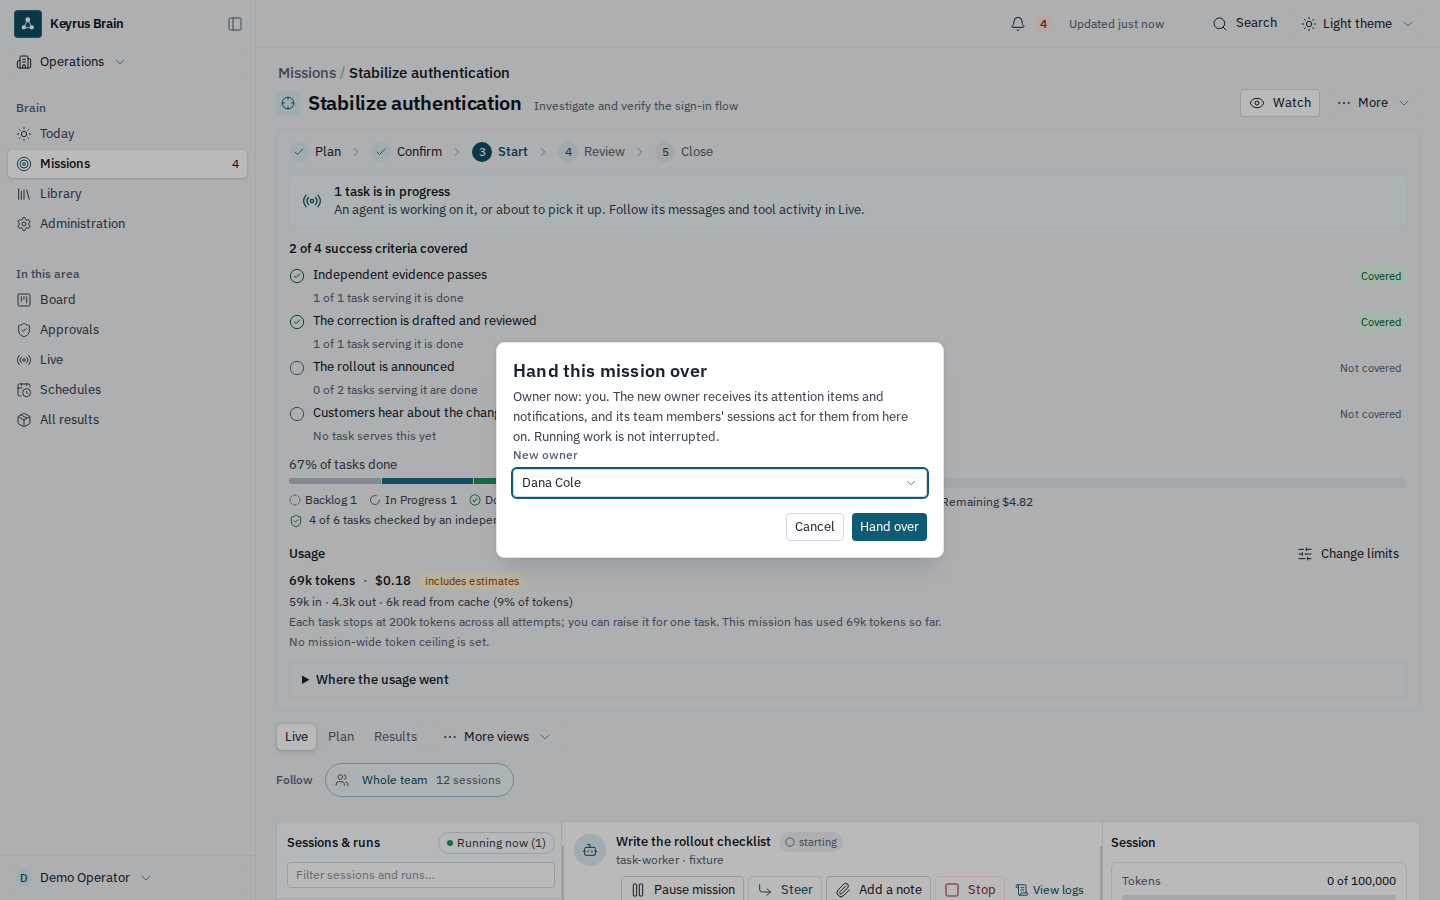 Keyrus Brain
4
Updated just now
Search
Light theme
Operations
Brain
Today
Missions 4
Library
Administration
In this area
Board
Approvals
Live
Schedules
All results
D Demo Operator
Missions / Stabilize authentication
Stabilize authentication Investigate and verify the sign-in flow
Watch
More
Plan Confirm 3 Start 4 Review 5 Close
1 task is in progress
An agent is working on it, or about to pick it up. Follow its messages and tool activity in Live.
2 of 4 success criteria covered
Independent evidence passes Covered
1 of 1 task serving it is done
The correction is drafted and reviewed Covered
1 of 1 task serving it is done
The rollout is announced Not covered
0 of 2 tasks serving it are done
Customers hear about the Not covered
No task serves this yet
67% of tasks done
Backlog 1 In Progress 1
Remaining $4.82
4 of 6 tasks checked by an
Hand this mission over
Owner now: you. The new owner receives its attention items and
notifications, and its team members' sessions act for them from here
on. Running work is not interrupted.
New owner
Dana Cole
Cancel Hand over
Usage
Change limits
69k tokens · $0.18 includes estimates
59k in · 4.3k out · 6k read from cache (9% of tokens)
Each task stops at 200k tokens across all attempts; you can raise it for one task. This mission has used 69k tokens so far.
No mission-wide token ceiling is set.
Where the usage went
Live Plan Results More views
Follow Whole team 12 sessions
Sessions & runs Running now (1)
Filter sessions and runs...
Write the rollout checklist starting
task-worker · fixture
Pause mission Steer Add a note Stop View logs
Session
Tokens 0 of 100,000